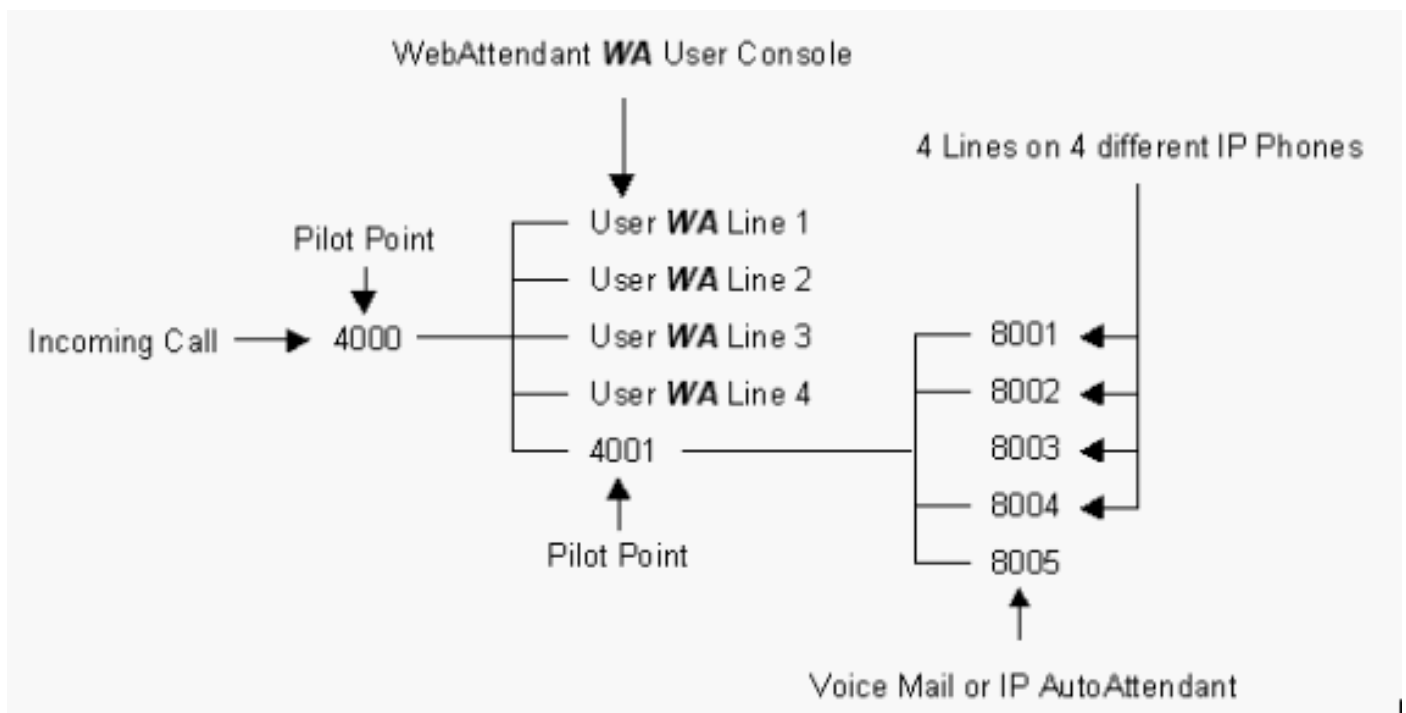 WebAttendant WA User Console
4 Lines on 4 different IP Phones
User WA Line 1
Pilot Point
User WA Line 2
Incoming Call
4000
User WA Line 3
8001
User WA Line 4
8002
4001
8003
8004
Pilot Point
8005
Voice Mail or IP AutoAttendant